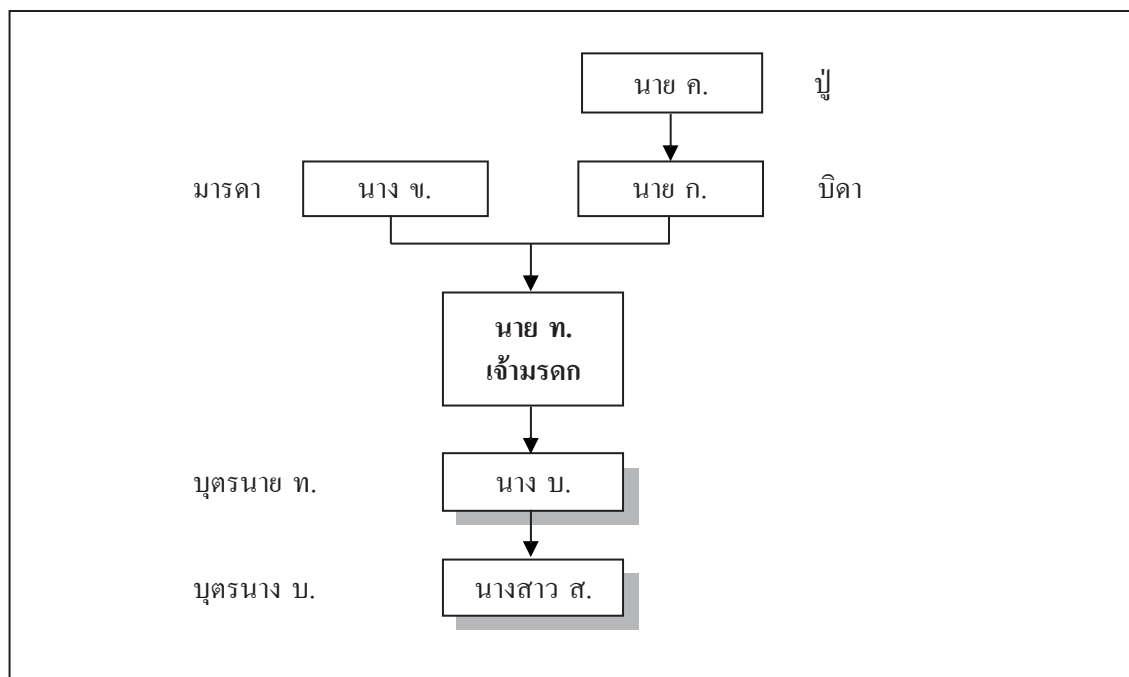 นาย ค. ปู่
มารดา นาง ข. นาย ก. บิดา
นาย ท.
เจ้ามรดก
บุตรนาย ท. นาง บ.
บุตรนาง บ. นางสาว ส.